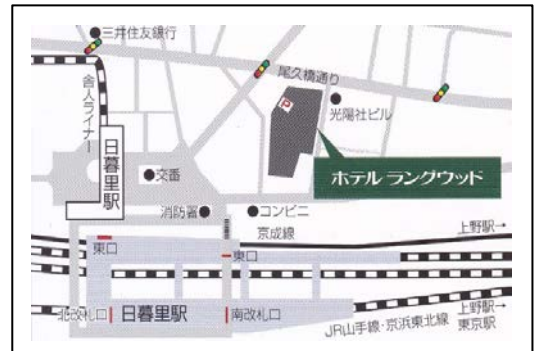 三井住友銀行
尾久橋通り
舎人ライナー
P
光陽社ビル
日暮里駅
交番
ホテル ラングウッド
消防署
コンビニ
京成線
上野駅→
東口
東口
北改札口
日暮里駅
南改札口
上野駅→
東京駅
JR山手線・京浜東北線